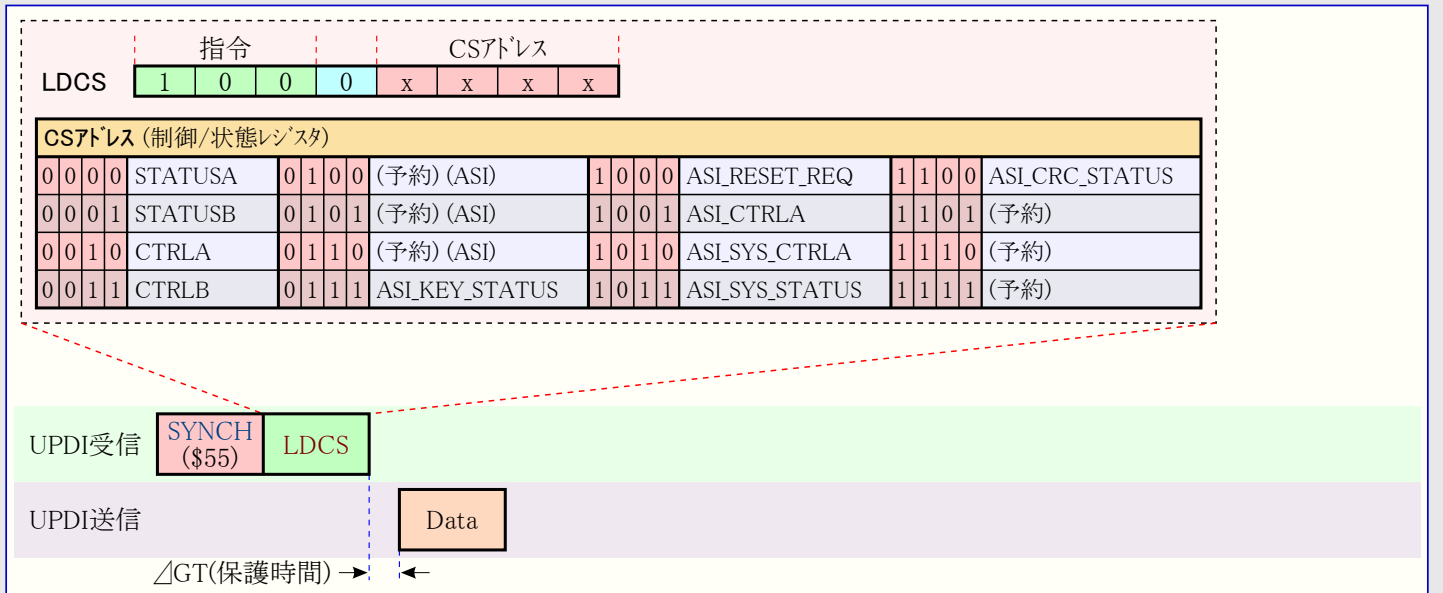 指令 CSアドレス
LDCS 1 0 0 0 x x x x
CSアドレス (制御/状態レジスタ)
0 0 0 0 STATUSA 0 1 0 0 (予約) (ASI) 1 0 0 0 ASI_RESET_REQ 1 1 0 0 ASI_CRC_STATUS
0 0 0 1 STATUSB 0 1 0 1 (予約) (ASI) 1 0 0 1 ASI_CTRLA 1 1 0 1 (予約)
0 0 1 0 CTRLA 0 1 1 0 (予約) (ASI) 1 0 1 0 ASI_SYS_CTRLA 1 1 1 0 (予約)
0 0 1 1 CTRLB 0 1 1 1 ASI_KEY_STATUS 1 0 1 1 ASI_SYS_STATUS 1 1 1 1 (予約)
UPDI受信 SYNCH
($55) LDCS
UPDI送信 Data
⊿GT(保護時間)